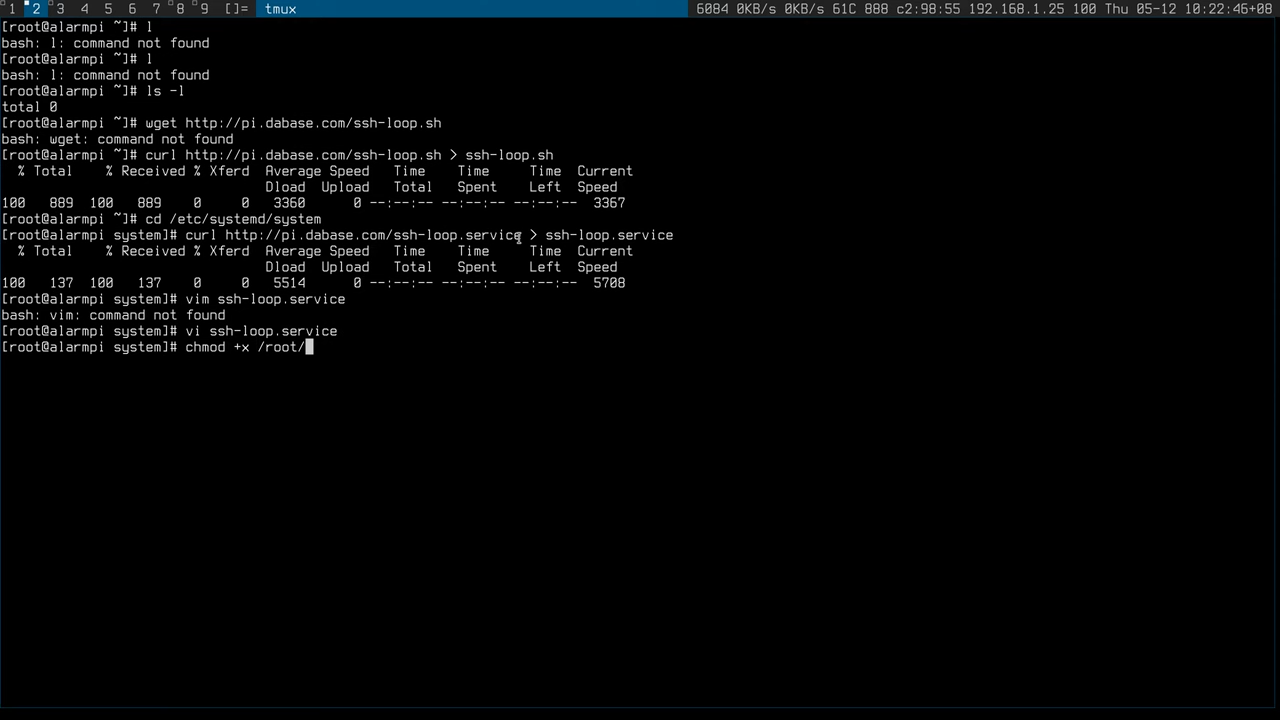 1 2 3 4 5 6 7 8 9 []= tmux 6084 0KB/s 0KB/s 61C 888 c2:98:55 192.168.1.25 100 Thu 05-12 10:22:46+08
[root@alarmpi ~]# l
bash: l: command not found
[root@alarmpi ~]# l
bash: l: command not found
[root@alarmpi ~]# ls -l
total 0
[root@alarmpi ~]# wget http://pi.dabase.com/ssh-loop.sh
bash: wget: command not found
[root@alarmpi ~]# curl http://pi.dabase.com/ssh-loop.sh > ssh-loop.sh
% Total % Received % Xferd Average Speed Time Time Time Current
Dload Upload Total Spent Left Speed
100 889 100 889 0 0 3360 0 --:--:-- --:--:-- --:--:-- 3367
[root@alarmpi ~]# cd /etc/systemd/system
[root@alarmpi system]# curl http://pi.dabase.com/ssh-loop.service > ssh-loop.service
% Total % Received % Xferd Average Speed Time Time Time Current
Dload Upload Total Spent Left Speed
100 137 100 137 0 0 5514 0 --:--:-- --:--:-- --:--:-- 5708
[root@alarmpi system]# vim ssh-loop.service
bash: vim: command not found
[root@alarmpi system]# vi ssh-loop.service
[root@alarmpi system]# chmod +x /root/